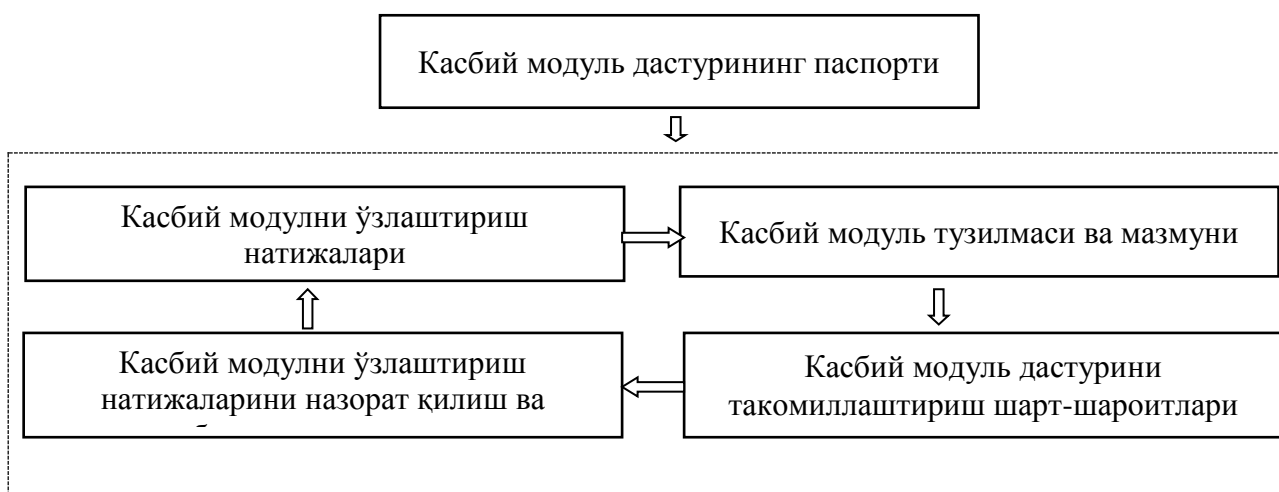 Касбий модуль дастурининг паспорти
Касбий модулни ўзлаштириш
натижалари
Касбий модуль тузилмаси ва мазмуни
Касбий модулни ўзлаштириш
натижаларини назорат қилиш ва
Касбий модуль дастурини
такомиллаштириш шарт-шароитлари